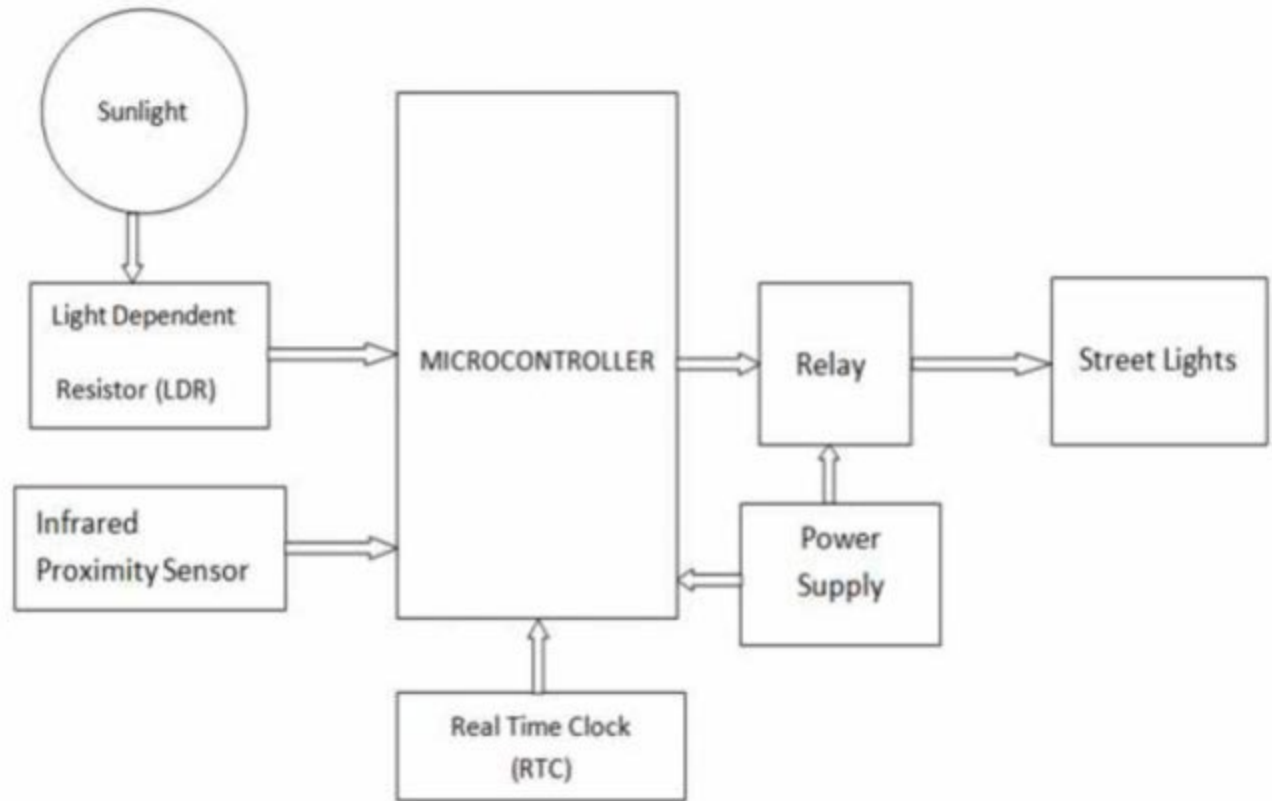 Sunlight
Light Dependent
Resistor (LDR)
MICROCONTROLLER
Relay
Street Lights
Infrared
Proximity Sensor
Power
Supply
Real Time Clock
(RTC)